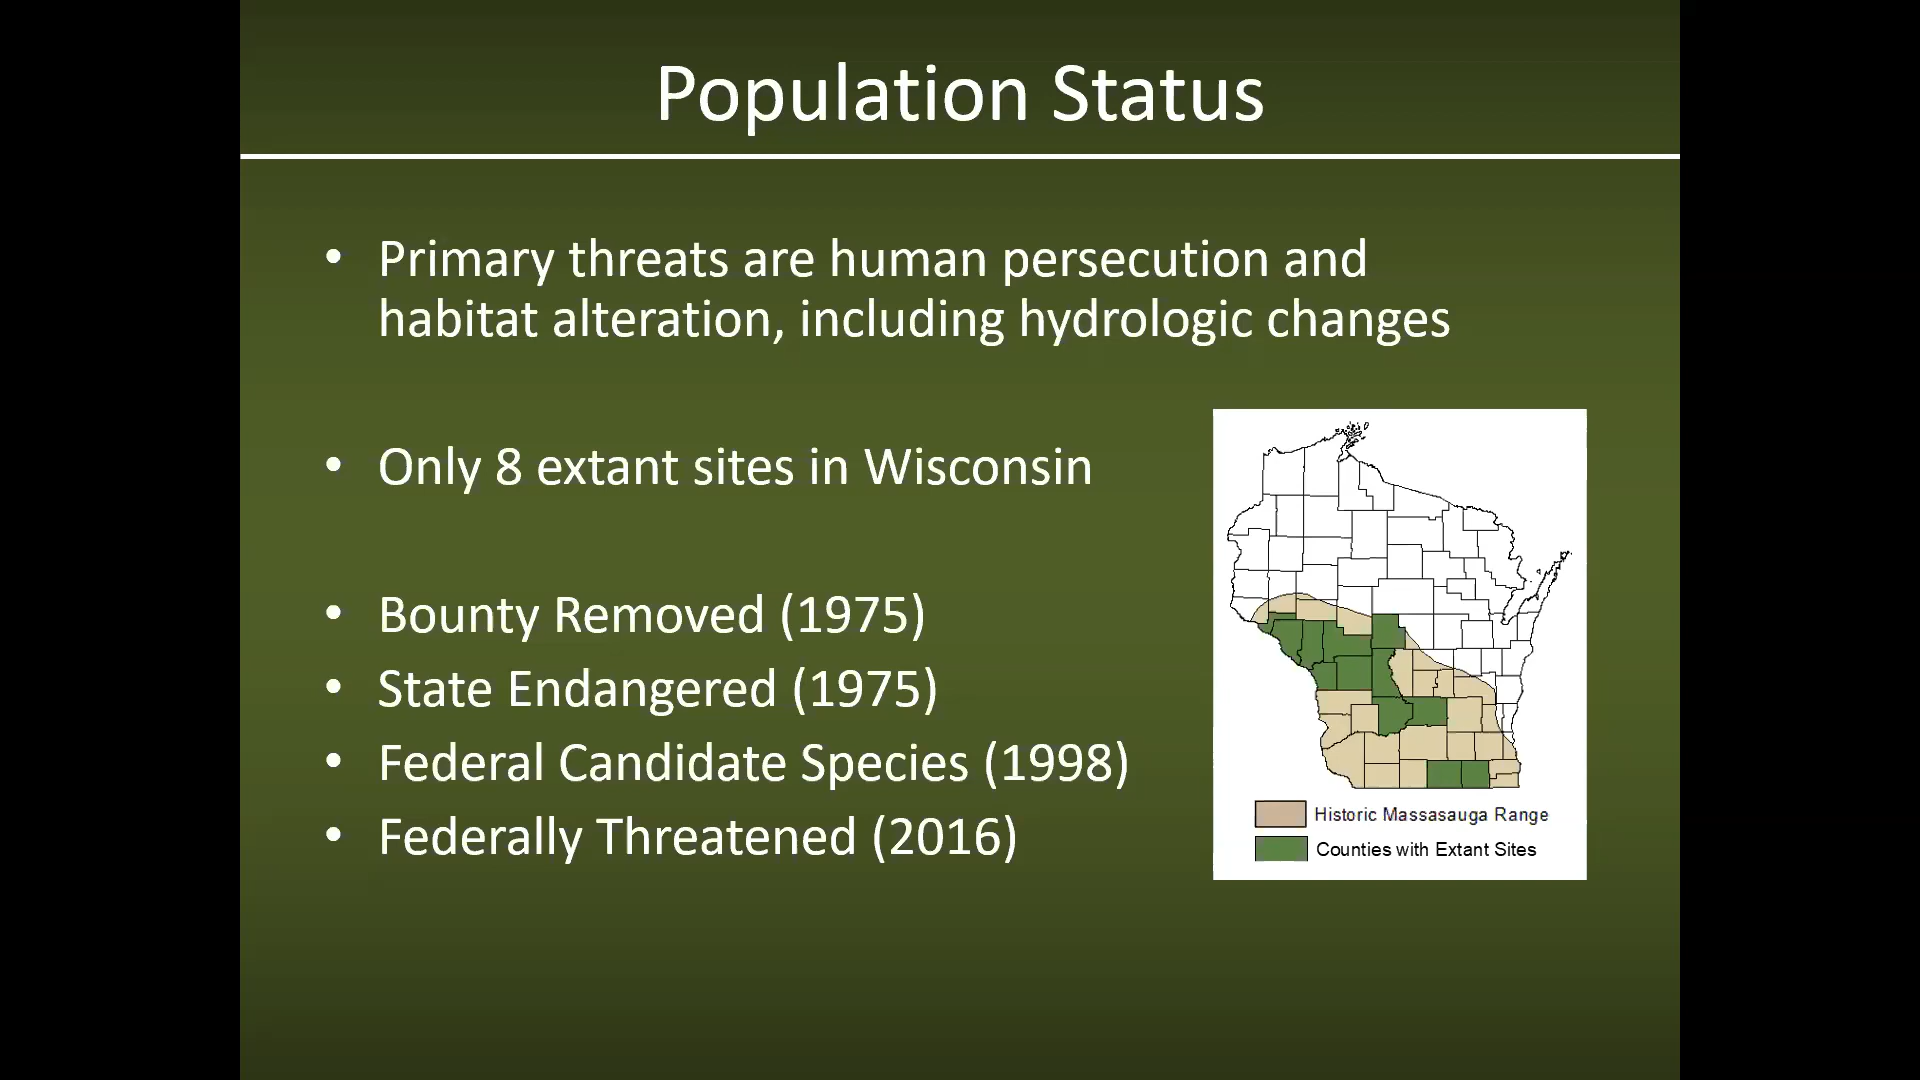 Population Status
• Primary threats are human persecution and
habitat alteration, including hydrologic changes
• Only 8 extant sites in Wisconsin
• Bounty Removed (1975)
• State Endangered (1975)
• Federal Candidate Species (1998)
• Federally Threatened (2016)
Historic Massasauga Range
Counties with Extant Sites